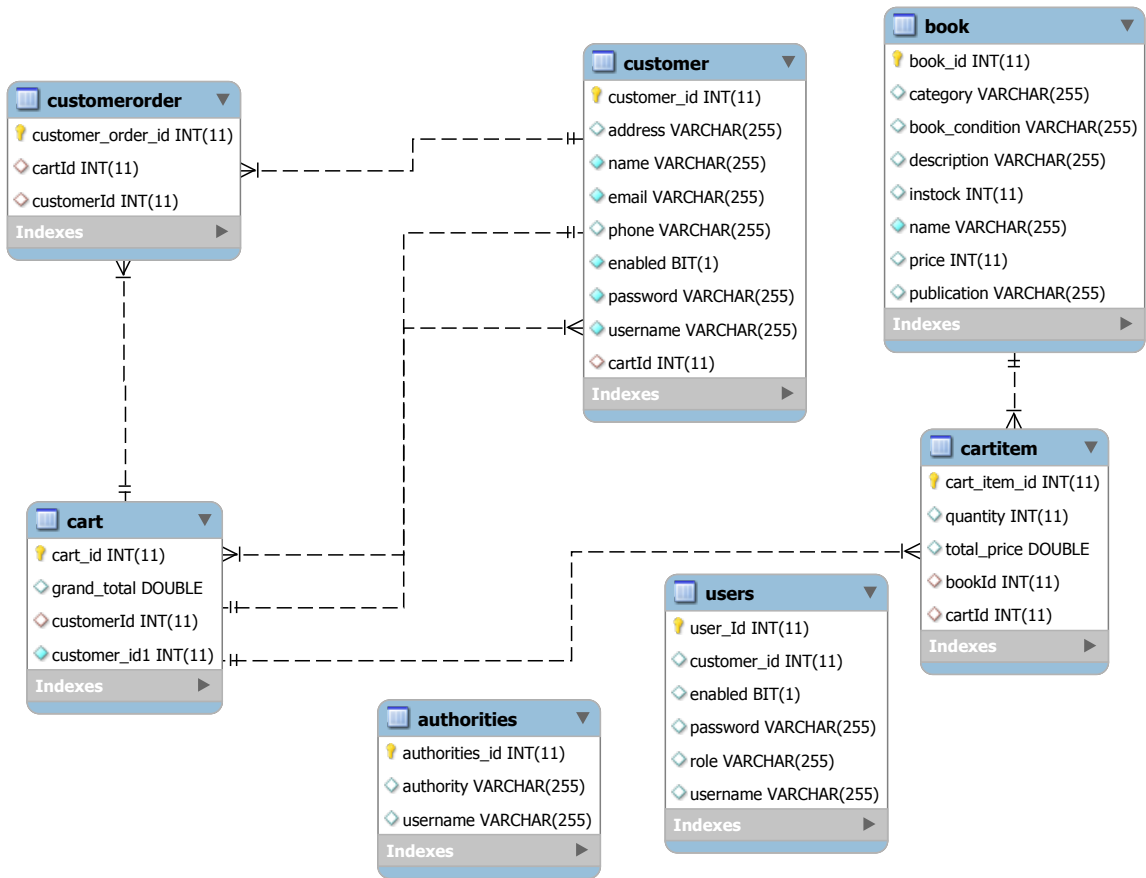 customerorder
customer_order_id INT(11)
cartId INT(11)
customerId INT(11)
Indexes
customer
customer_id INT(11)
address VARCHAR(255)
name VARCHAR(255)
email VARCHAR(255)
phone VARCHAR(255)
enabled BIT(1)
password VARCHAR(255)
username VARCHAR(255)
cartId INT(11)
Indexes
book
book_id INT(11)
category VARCHAR(255)
book_condition VARCHAR(255)
description VARCHAR(255)
instock INT(11)
name VARCHAR(255)
price INT(11)
publication VARCHAR(255)
Indexes
cart
cart_id INT(11)
grand_total DOUBLE
customerId INT(11)
customer_id1 INT(11)
Indexes
cartitem
cart_item_id INT(11)
quantity INT(11)
total_price DOUBLE
bookId INT(11)
cartId INT(11)
Indexes
users
user_Id INT(11)
customer_id INT(11)
enabled BIT(1)
password VARCHAR(255)
role VARCHAR(255)
username VARCHAR(255)
Indexes
authorities
authorities_id INT(11)
authority VARCHAR(255)
username VARCHAR(255)
Indexes